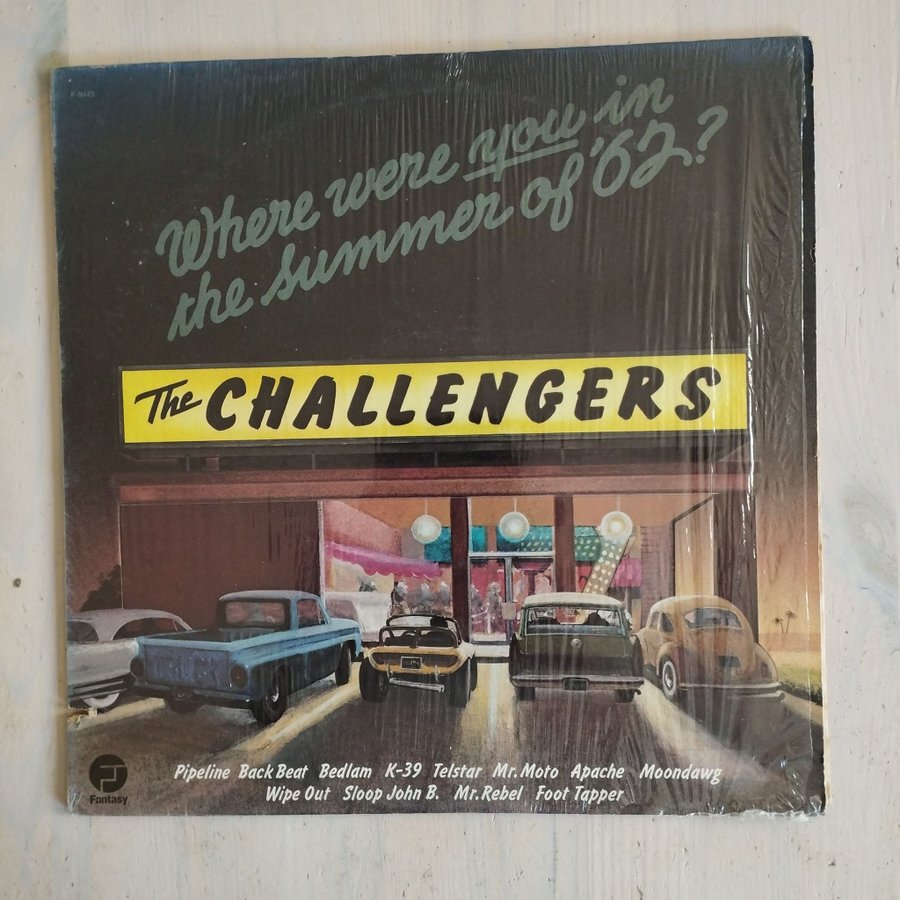 F-8643
Where were you in
the summer of '62?
The CHALLENGERS
Pipeline Back Beat Bedlam K-39 Telstar Mr. Moto Apache Moondawg
Wipe Out Sloop John B. Mr. Rebel Foot Tapper
Fantasy